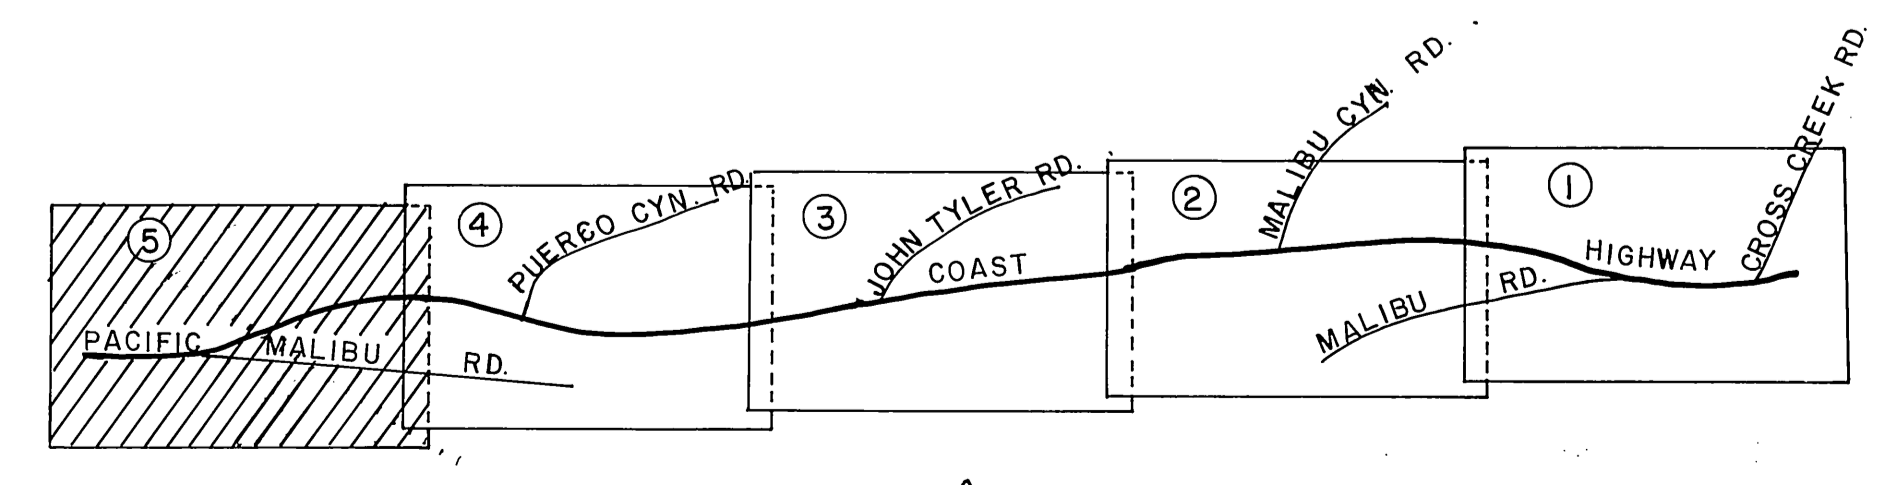 5
4
3
2
1
PUERCO CYN. RD.
JOHN TYLER RD.
MALIBU CYN. RD.
CROSS CREEK RD.
PACIFIC COAST HIGHWAY
MALIBU RD.
MALIBU RD.